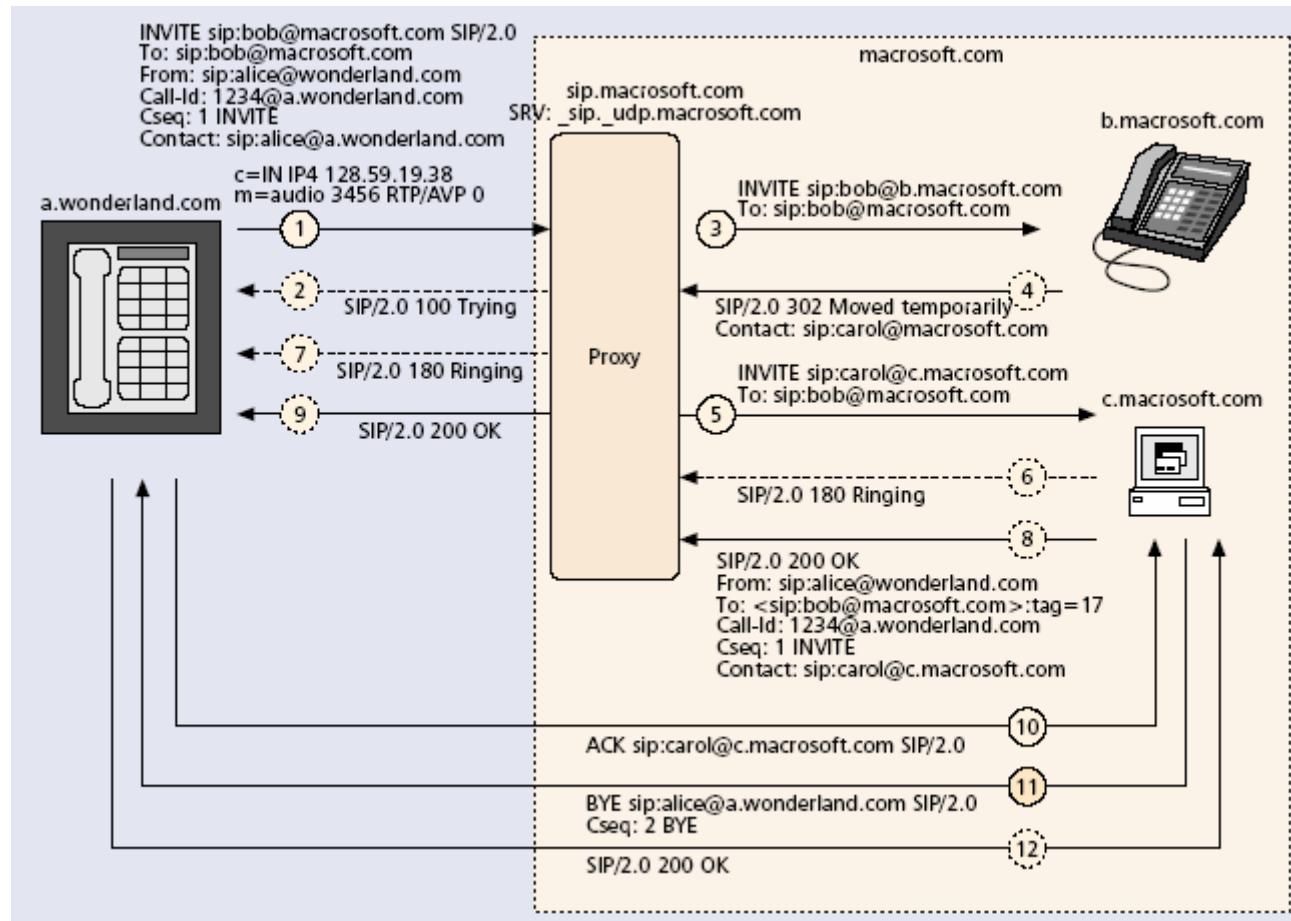 INVITE sip:bob@macrosoft.com SIP/2.0
To: sip:bob@macrosoft.com
From: sip:alice@wonderland.com
Call-Id: 1234@a.wonderland.com
Cseq: 1 INVITE
Contact: sip:alice@a.wonderland.com
c=IN IP4 128.59.19.38
m=audio 3456 RTP/AVP 0
a.wonderland.com
macrosoft.com
sip.macrosoft.com
SRV: _sip._udp.macrosoft.com
b.macrosoft.com
1
INVITE sip:bob@b.macrosoft.com
To: sip:bob@macrosoft.com
3
2
SIP/2.0 100 Trying
4
SIP/2.0 302 Moved temporarily
Contact: sip:carol@macrosoft.com
7
SIP/2.0 180 Ringing
Proxy
INVITE sip:carol@c.macrosoft.com
To: sip:bob@macrosoft.com
5
c.macrosoft.com
9
SIP/2.0 200 OK
6
SIP/2.0 180 Ringing
8
SIP/2.0 200 OK
From: sip:alice@wonderland.com
To: <sip:bob@macrosoft.com>:tag=17
Call-Id: 1234@a.wonderland.com
Cseq: 1 INVITE
Contact: sip:carol@c.macrosoft.com
10
ACK sip:carol@c.macrosoft.com SIP/2.0
11
BYE sip:alice@a.wonderland.com SIP/2.0
Cseq: 2 BYE
12
SIP/2.0 200 OK